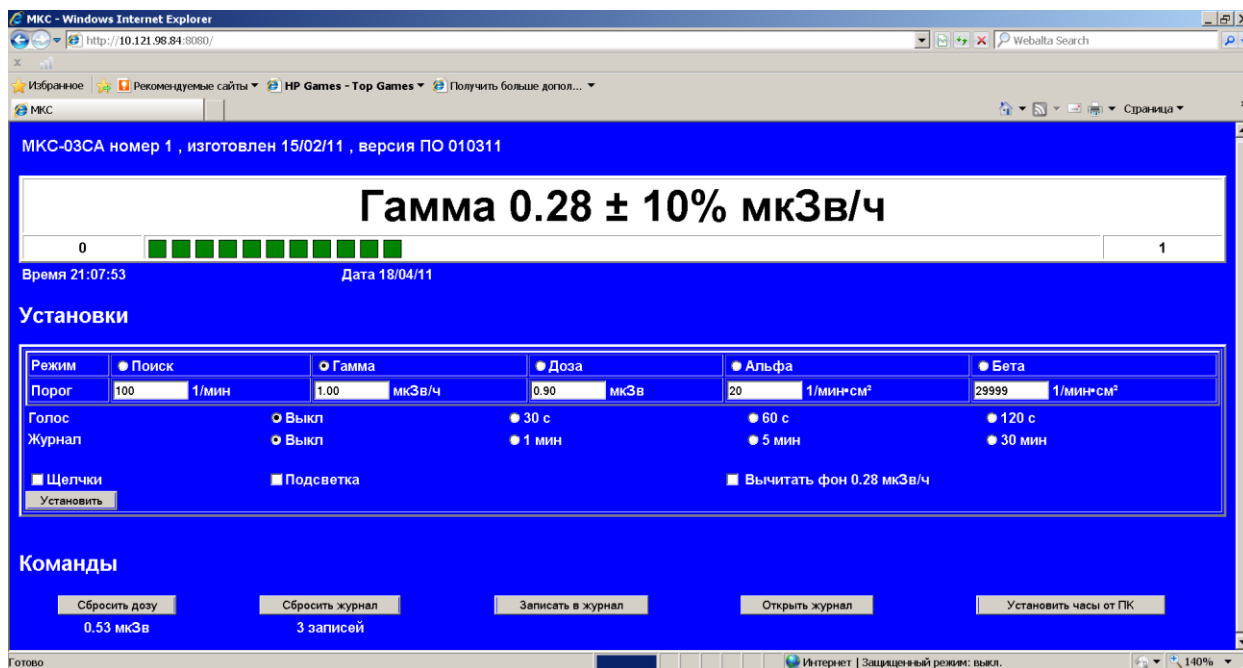 МКС - Windows Internet Explorer
http://10.121.98.84:8080/
Webalta Search
Избранное Рекомендуемые сайты HP Games - Top Games Получить больше допол...
МКС Страница
МКС-03СА номер 1 , изготовлен 15/02/11 , версия ПО 010311
Гамма 0.28 ± 10% мкЗв/ч
0 1
Время 21:07:53 Дата 18/04/11
Установки
Режим Поиск Гамма Доза Альфа Бета
Порог 100 1/мин 1.00 мкЗв/ч 0.90 мкЗв 20 1/мин•см² 29999 1/мин•см²
Голос Выкл 30 с 60 с 120 с
Журнал Выкл 1 мин 5 мин 30 мин
Щелчки Подсветка Вычитать фон 0.28 мкЗв/ч
Установить
Команды
Сбросить дозу Сбросить журнал Записать в журнал Открыть журнал Установить часы от ПК
0.53 мкЗв 3 записей
Готово Интернет | Защищенный режим: выкл. 140%